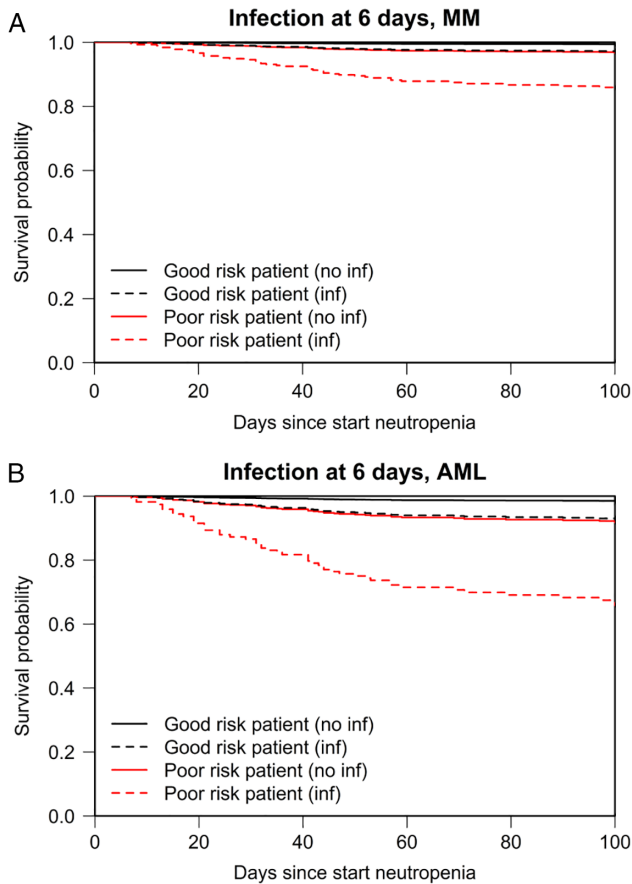 A
Infection at 6 days, MM
1.0
0.8
0.6
0.4
0.2
0.0
Survival probability
Good risk patient (no inf)
Good risk patient (inf)
Poor risk patient (no inf)
Poor risk patient (inf)
0 20 40 60 80 100
Days since start neutropenia
B
Infection at 6 days, AML
1.0
0.8
0.6
0.4
0.2
0.0
Survival probability
Good risk patient (no inf)
Good risk patient (inf)
Poor risk patient (no inf)
Poor risk patient (inf)
0 20 40 60 80 100
Days since start neutropenia